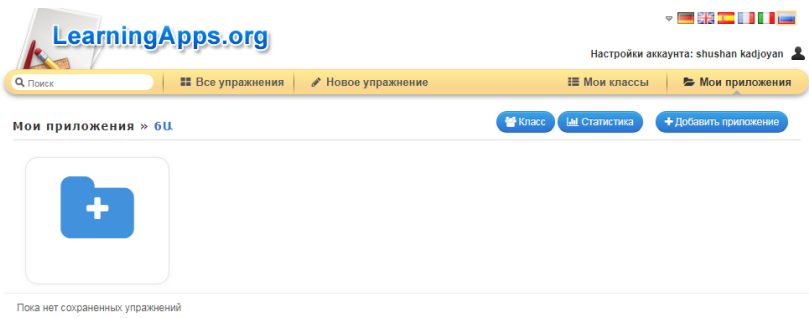 LearningApps.org
Настройки аккаунта: shushan kadjoyan
Поиск
Все упражнения
Новое упражнение
Мои классы
Мои приложения
Мои приложения » 6Ա
Класс
Статистика
Добавить приложение
Пока нет сохраненных упражнений